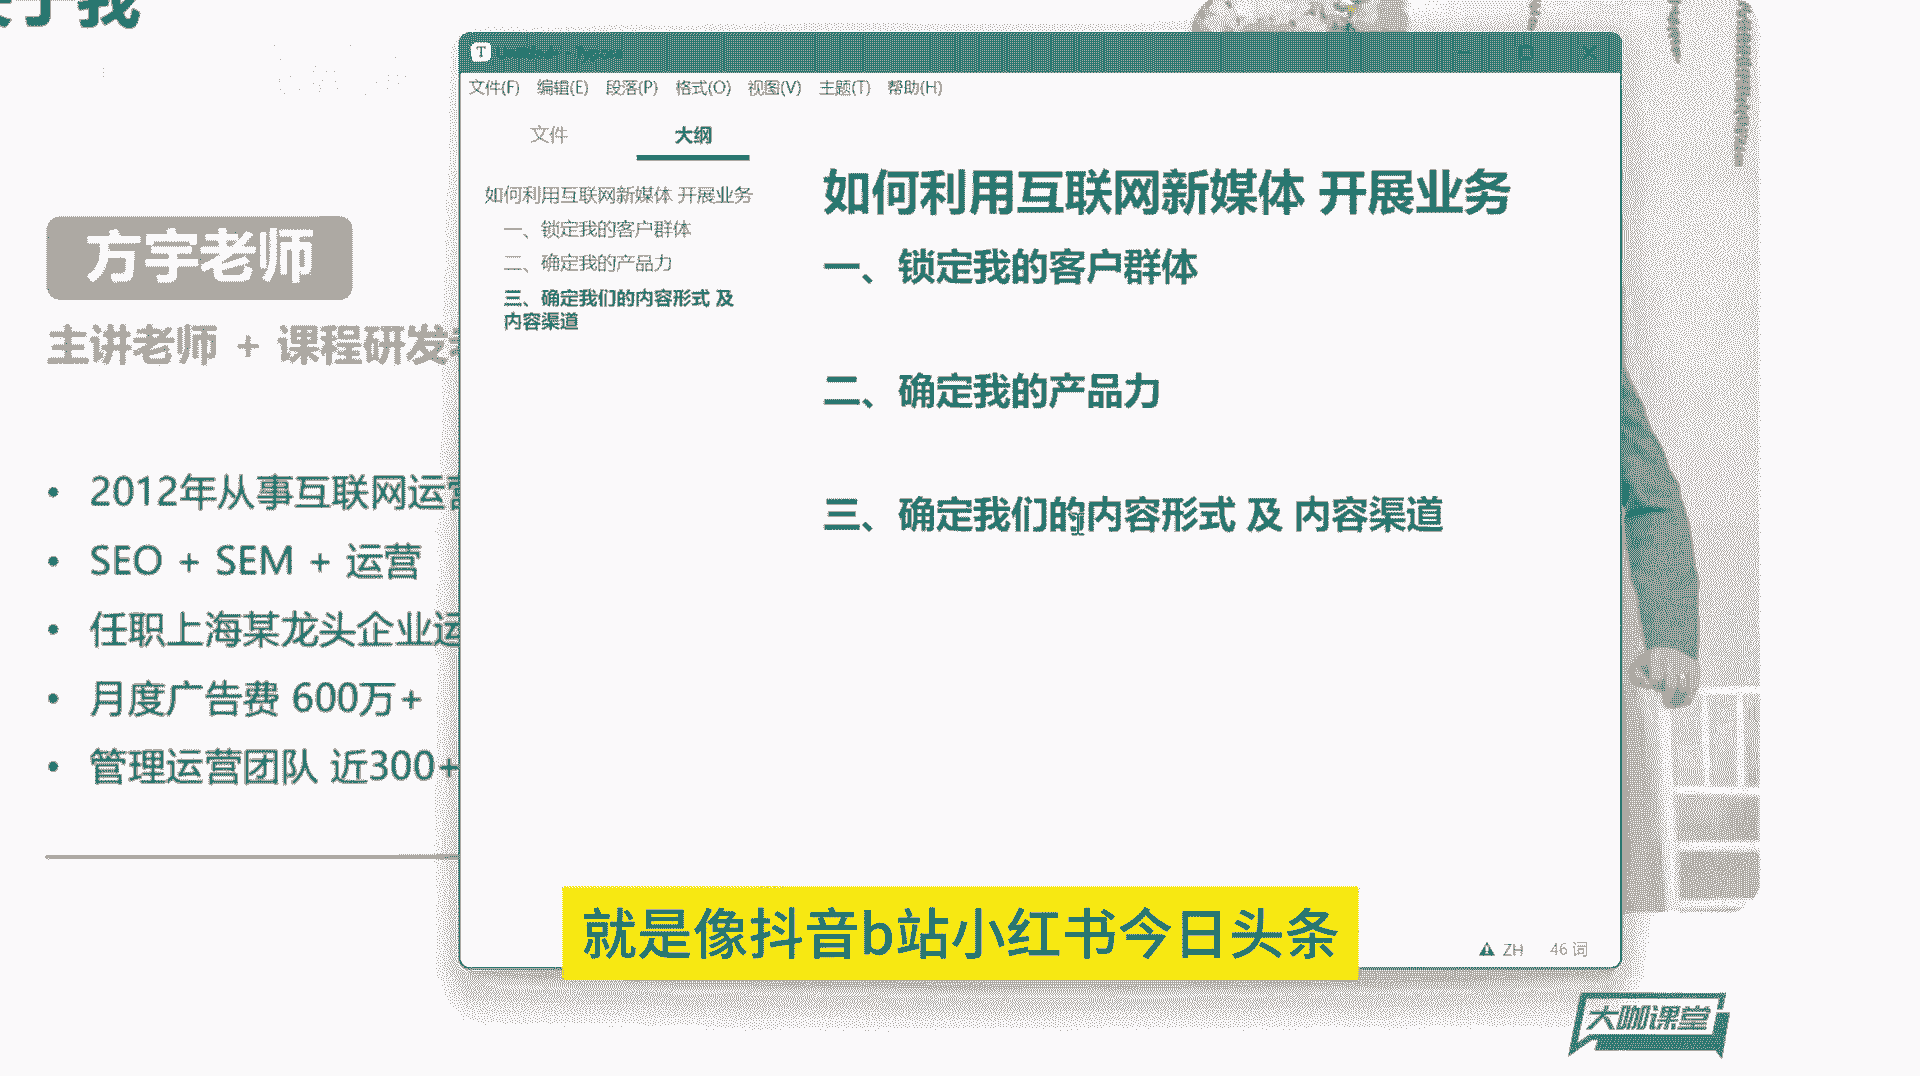 方宇老师
主讲老师 + 课程研发
2012年从事互联网运营
SEO + SEM + 运营
任职上海某龙头企业运
月度广告费 600万+
管理运营团队 近300+
文件(F) 编辑(E) 段落(P) 格式(O) 视图(V) 主题(T) 帮助(H)
文件 大纲
如何利用互联网新媒体 开展业务
一、锁定我的客户群体
二、确定我的产品力
三、确定我们的内容形式 及
内容渠道
如何利用互联网新媒体 开展业务
一、锁定我的客户群体
二、确定我的产品力
三、确定我们的内容形式 及 内容渠道
ZH 46 词
就是像抖音b站小红书今日头条
大咖课堂